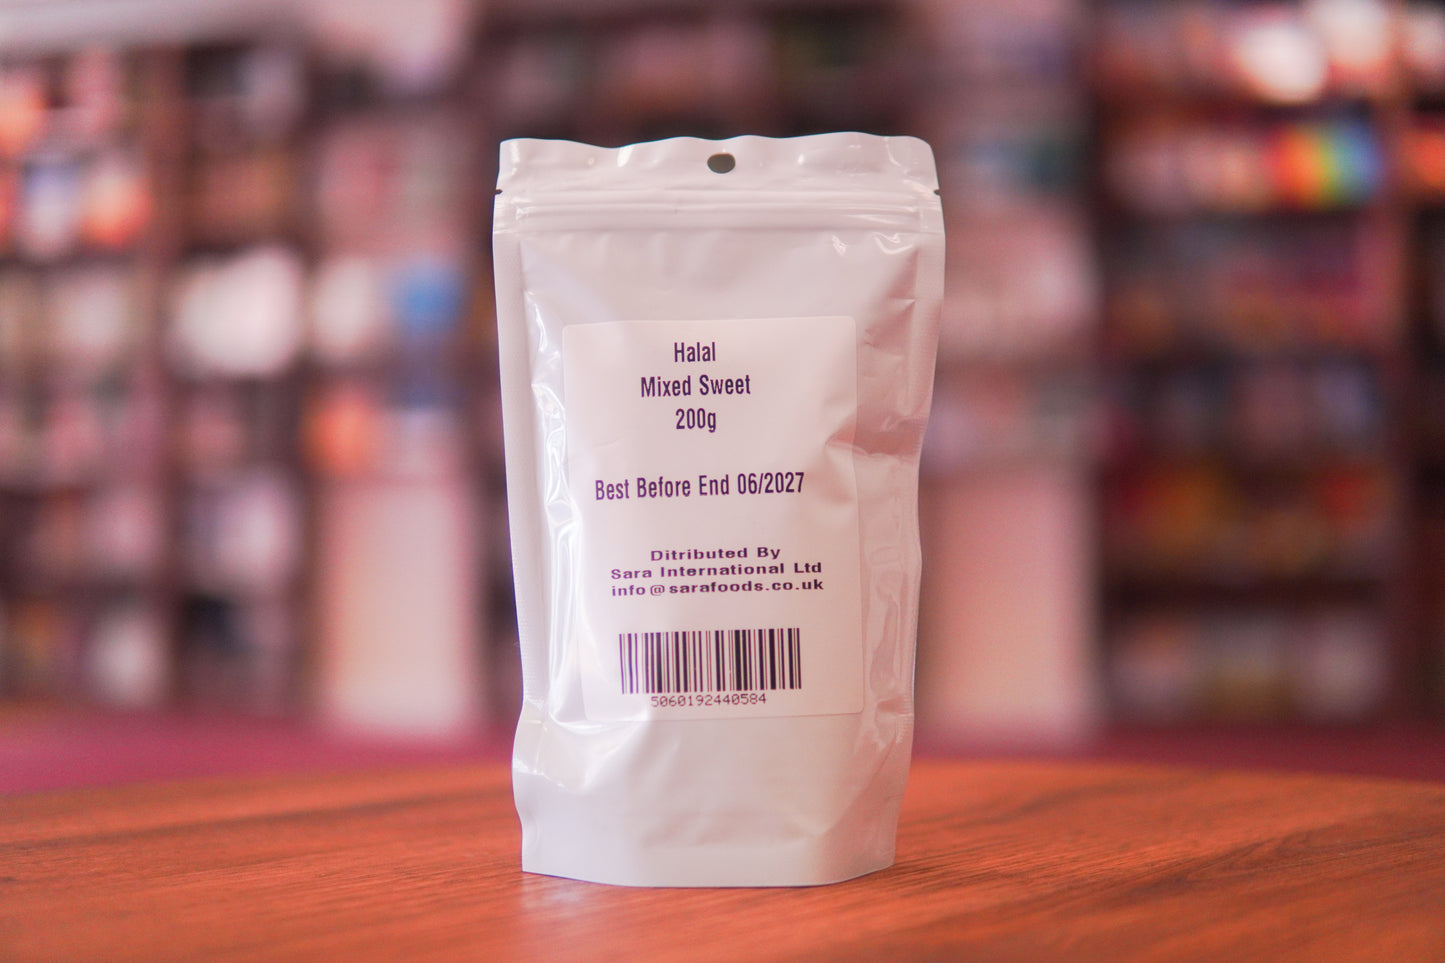 Halal
Mixed Sweet
200g
Best Before End 06/2027
Ditributed By
Sara International Ltd
info@sarafoods.co.uk
5060192440584